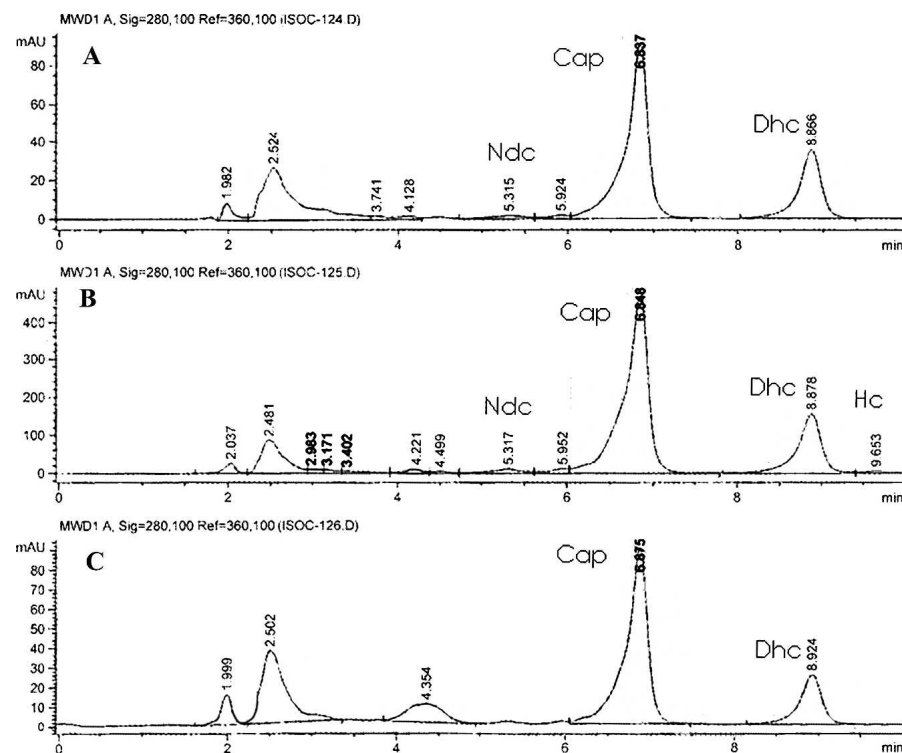 MWD1 A, Sig=280,100 Ref=360,100 (ISOC-124.D)
mAU
A
Cap
6.837
80
60
Dhc
8.866
40
Ndc
2.524
20
1.982
3.741
4.128
5.315
5.924
0
0 2 4 6 8 min
MWD1 A, Sig=280,100 Ref=360,100 (ISOC-125.D)
mAU
B
Cap
6.848
400
300
Dhc
8.878
Hc
200
Ndc
2.481
100
2.037
2.983
3.171
3.402
4.221
4.499
5.317
5.952
9.653
0
0 2 4 6 8 min
MWD1 A, Sig=280,100 Ref=360,100 (ISOC-126.D)
mAU
C
Cap
6.875
80
70
60
50
Dhc
8.924
40
2.502
30
20
1.999
4.354
10
0
0 2 4 6 8 min